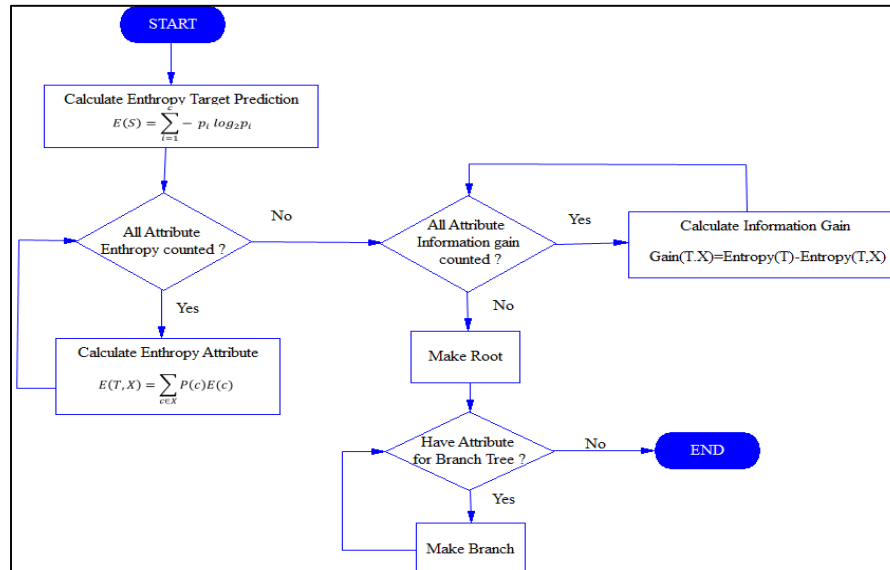 START
Calculate Enthropy Target Prediction
E(S) = \sum_{i=1}^{c} - p_i log_2 p_i
All Attribute
Enthropy counted ?
No
Yes
Calculate Enthropy Attribute
E(T, X) = \sum_{c∈X} P(c)E(c)
All Attribute
Information gain
counted ?
Yes
Calculate Information Gain
Gain(T.X)=Entropy(T)-Entropy(T,X)
No
Make Root
Have Attribute
for Branch Tree ?
No
END
Yes
Make Branch